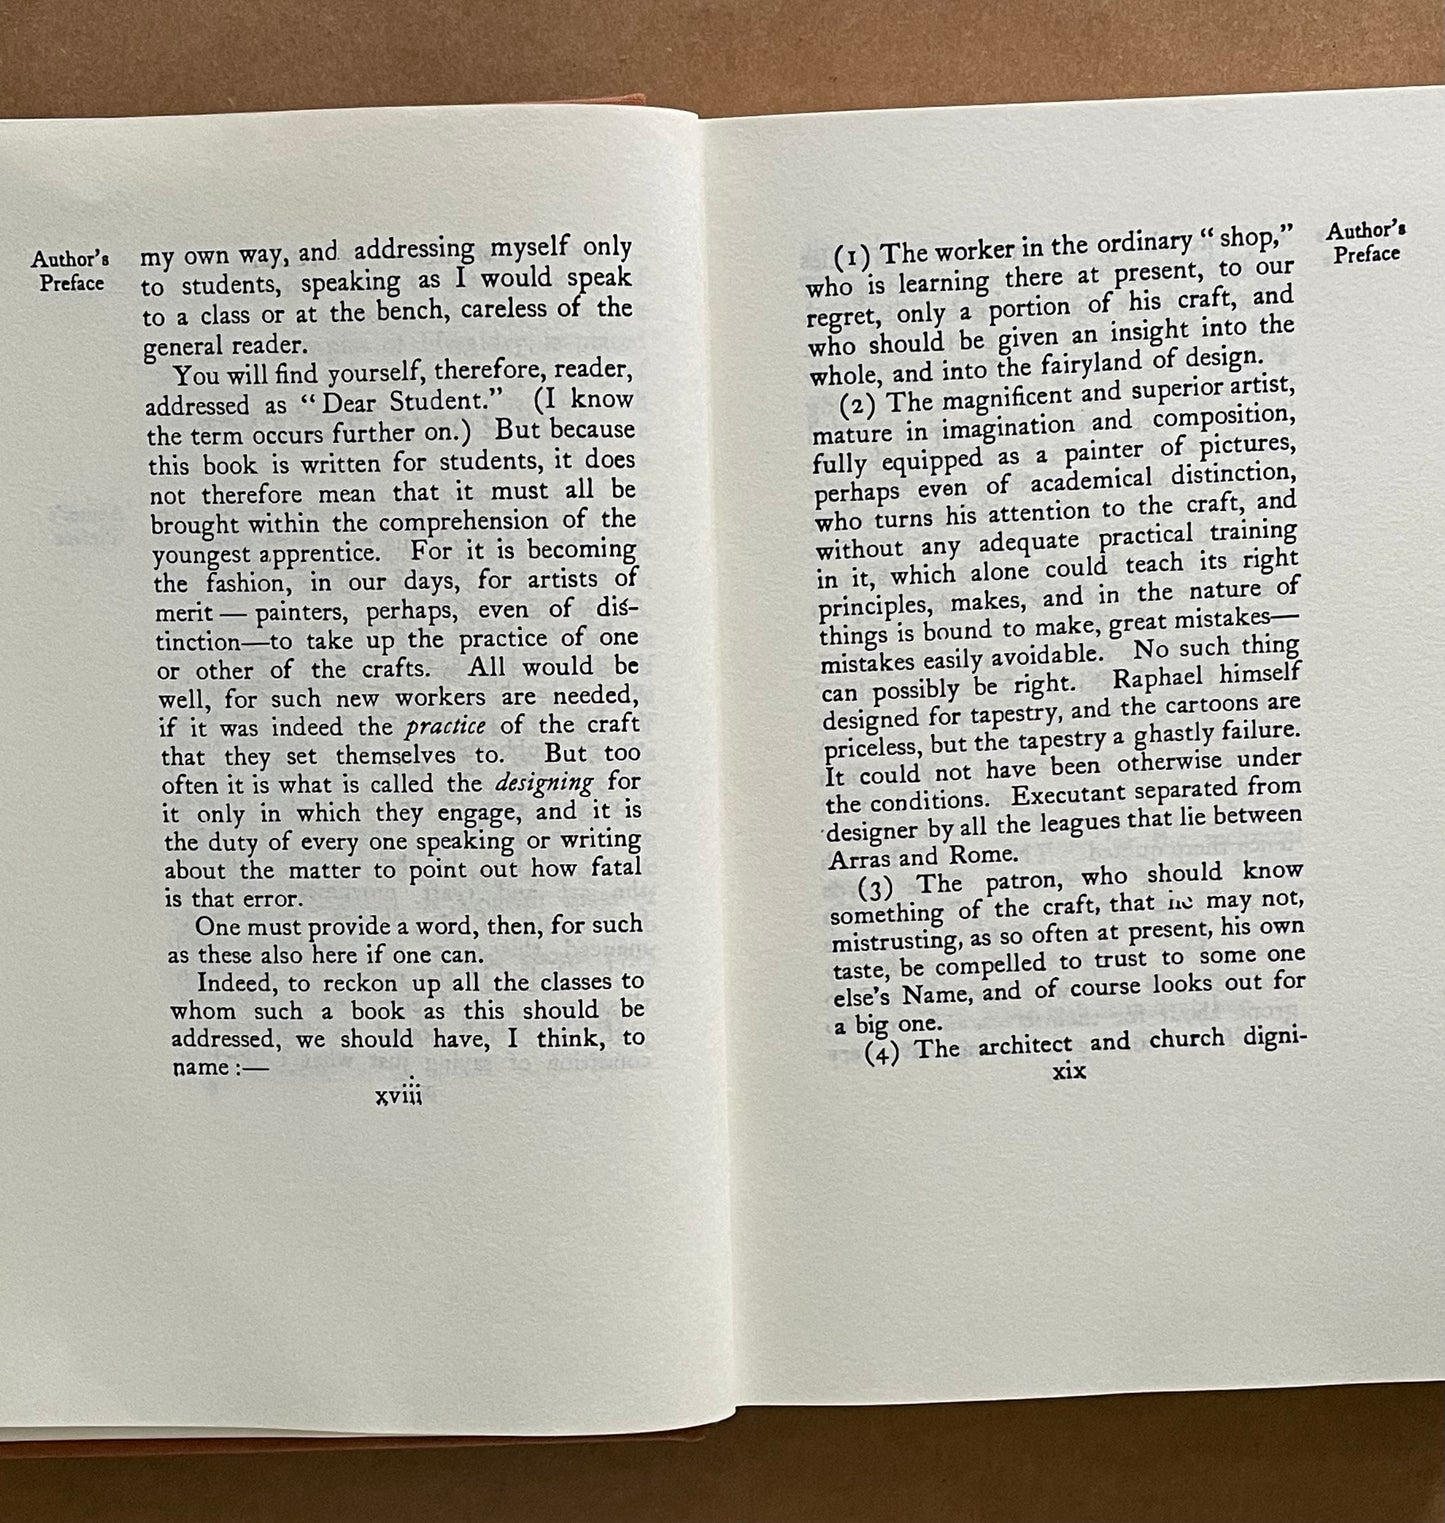 Author's
Preface
my own way, and addressing myself only
to students, speaking as I would speak
to a class or at the bench, careless of the
general reader.
You will find yourself, therefore, reader,
addressed as “Dear Student.” (I know
the term occurs further on.) But because
this book is written for students, it does
not therefore mean that it must all be
brought within the comprehension of the
youngest apprentice. For it is becoming
the fashion, in our days, for artists of
merit — painters, perhaps, even of dis-
tinction—to take up the practice of one
or other of the crafts. All would be
well, for such new workers are needed,
if it was indeed the practice of the craft
that they set themselves to. But too
often it is what is called the designing for
it only in which they engage, and it is
the duty of every one speaking or writing
about the matter to point out how fatal
is that error.
One must provide a word, then, for such
as these also here if one can.
Indeed, to reckon up all the classes to
whom such a book as this should be
addressed, we should have, I think, to
name :—
xviii
Author's
Preface
(1) The worker in the ordinary “shop,”
who is learning there at present, to our
regret, only a portion of his craft, and
who should be given an insight into the
whole, and into the fairyland of design.
(2) The magnificent and superior artist,
mature in imagination and composition,
fully equipped as a painter of pictures,
perhaps even of academical distinction,
who turns his attention to the craft, and
without any adequate practical training
in it, which alone could teach its right
principles, makes, and in the nature of
things is bound to make, great mistakes—
mistakes easily avoidable. No such thing
can possibly be right. Raphael himself
designed for tapestry, and the cartoons are
priceless, but the tapestry a ghastly failure.
It could not have been otherwise under
the conditions. Executant separated from
designer by all the leagues that lie between
Arras and Rome.
(3) The patron, who should know
something of the craft, that he may not,
mistrusting, as so often at present, his own
taste, be compelled to trust to some one
else's Name, and of course looks out for
a big one.
(4) The architect and church digni-
xix